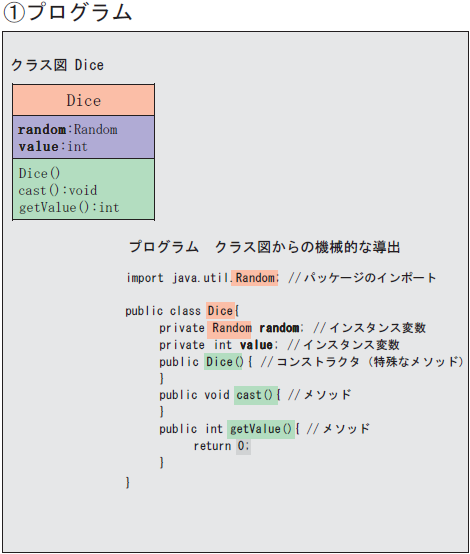 ①プログラム
クラス図 Dice
Dice
random:Random
value:int
Dice()
cast():void
getValue():int
プログラム　クラス図からの機械的な導出
import java.util.Random; //パッケージのインポート
public class Dice{
private Random random; //インスタンス変数
private int value; //インスタンス変数
public Dice(){ //コンストラクタ（特殊なメソッド）
}
public void cast(){ //メソッド
}
public int getValue(){ //メソッド
return 0;
}
}